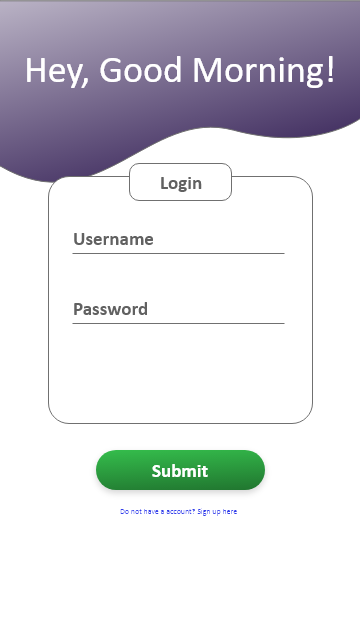 Hey, Good Morning!
Login
Username
Password
Submit
Do not have a account? Sign up here